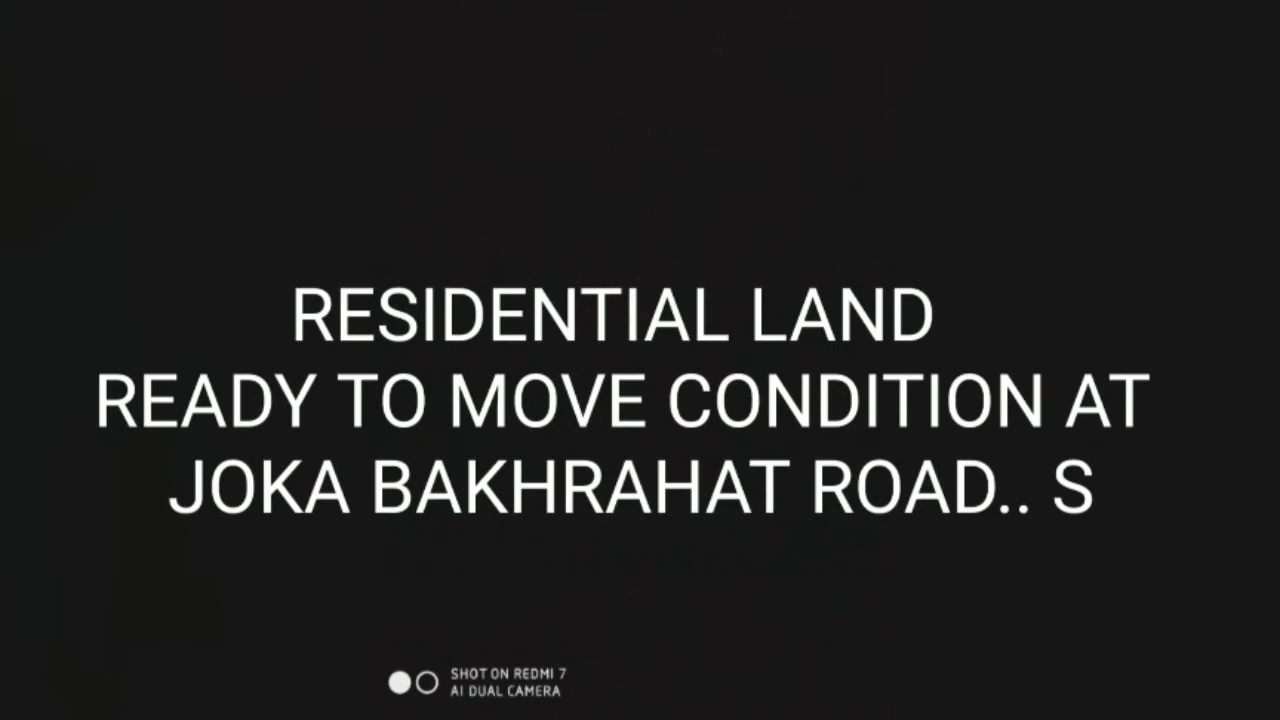 RESIDENTIAL LAND
READY TO MOVE CONDITION AT
JOKA BAKHRAHAT ROAD.. S
SHOT ON REDMI 7
AI DUAL CAMERA